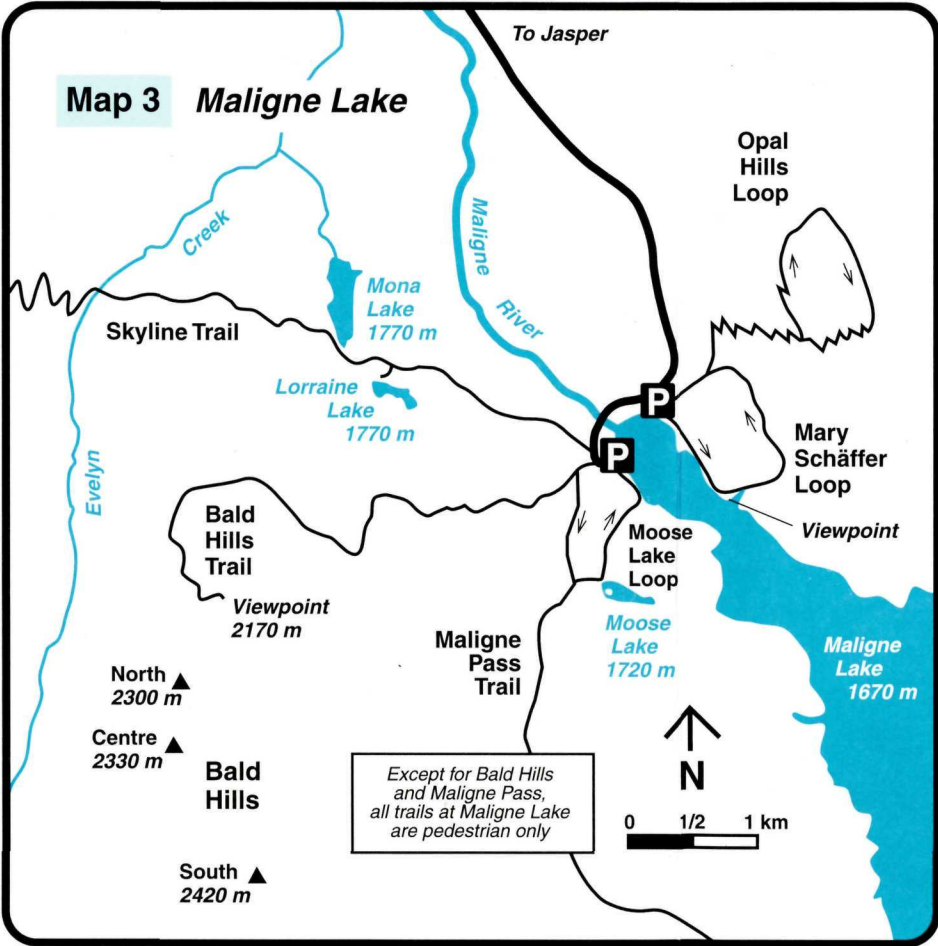 To Jasper
Map 3 Maligne Lake
Opal
Hills
Loop
Creek
Maligne
River
Mona
Lake
1770 m
Skyline Trail
Lorraine
Lake
1770 m
P
P
Mary
Schäffer
Loop
Viewpoint
Evelyn
Bald
Hills
Trail
Viewpoint
2170 m
Moose
Lake
Loop
Moose
Lake
1720 m
Maligne
Pass
Trail
Maligne
Lake
1670 m
North
2300 m
Centre
2330 m
Bald
Hills
South
2420 m
Except for Bald Hills
and Maligne Pass,
all trails at Maligne Lake
are pedestrian only
N
0 1/2 1 km